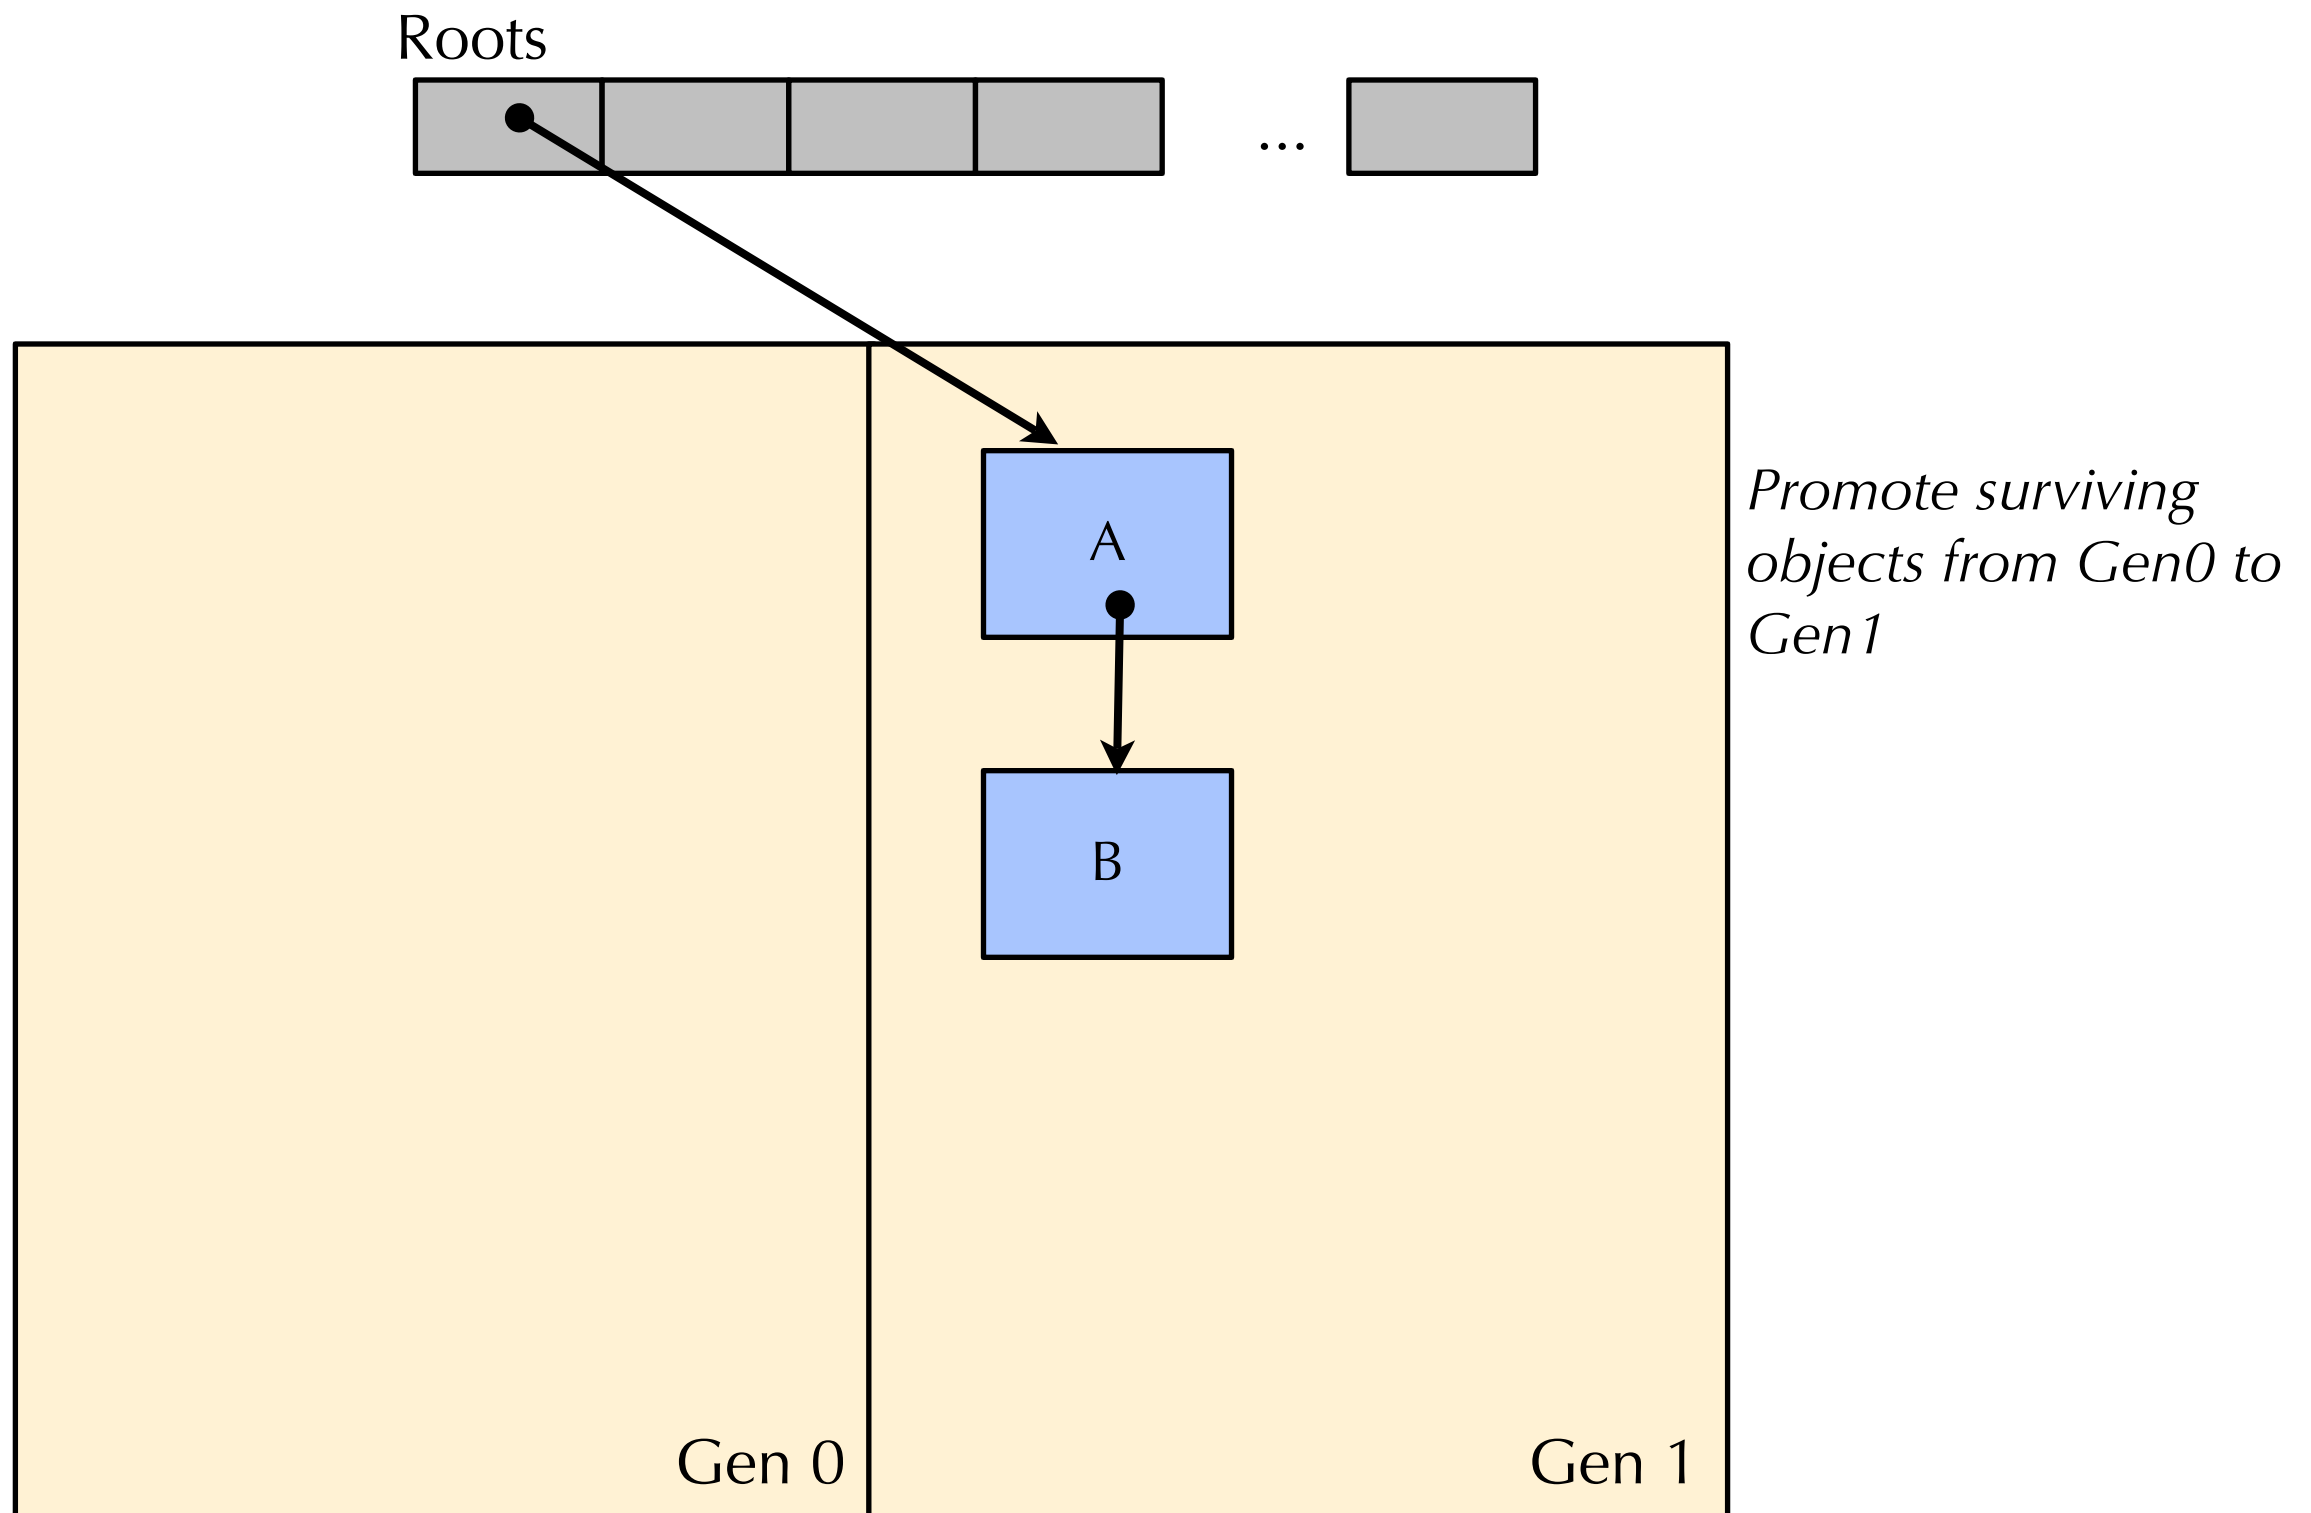 Roots
...
A
Promote surviving
objects from Gen0 to
Gen1
B
Gen 0
Gen 1